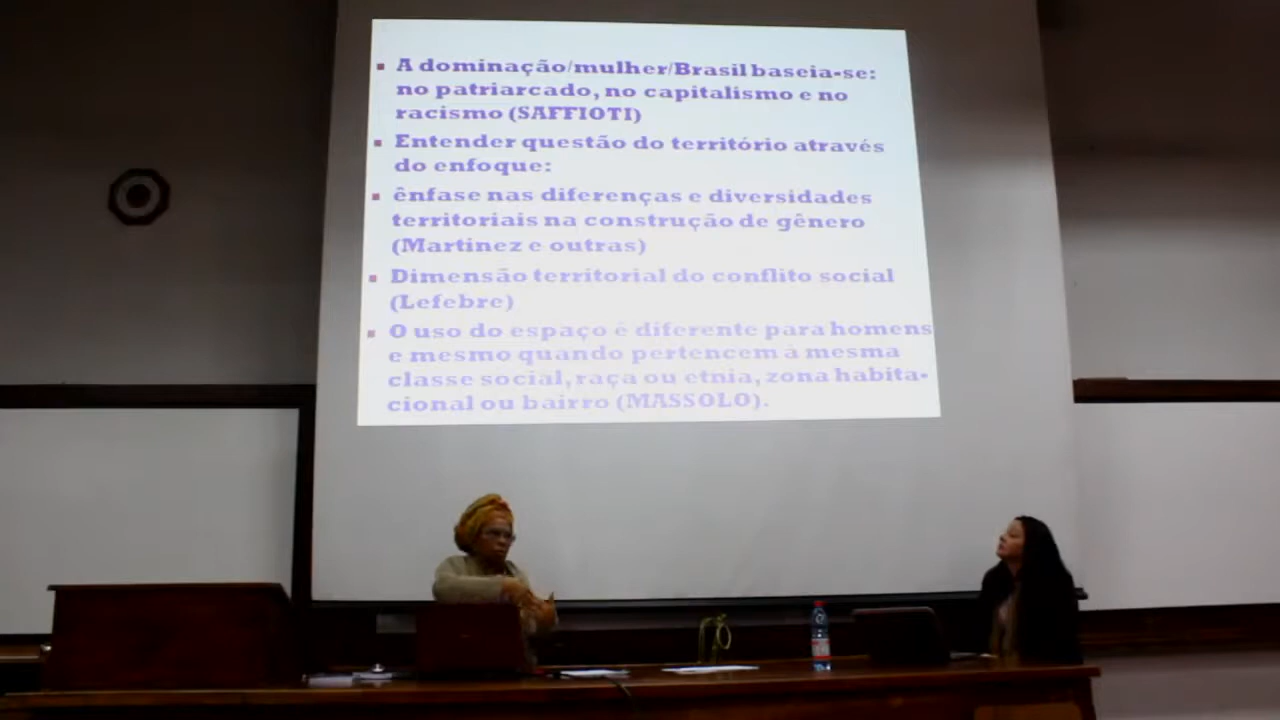 A dominação/mulher/Brasil baseia-se:
no patriarcado, no capitalismo e no
racismo (SAFFIOTI)
Entender questão do território através
do enfoque:
ênfase nas diferenças e diversidades
territoriais na construção de gênero
(Martinez e outras)
Dimensão territorial do conflito social
(Lefebre)
O uso do espaço é diferente para homens
e mesmo quando pertencem à mesma
classe social, raça ou etnia, zona habita-
cional ou bairro (MASSOLO).